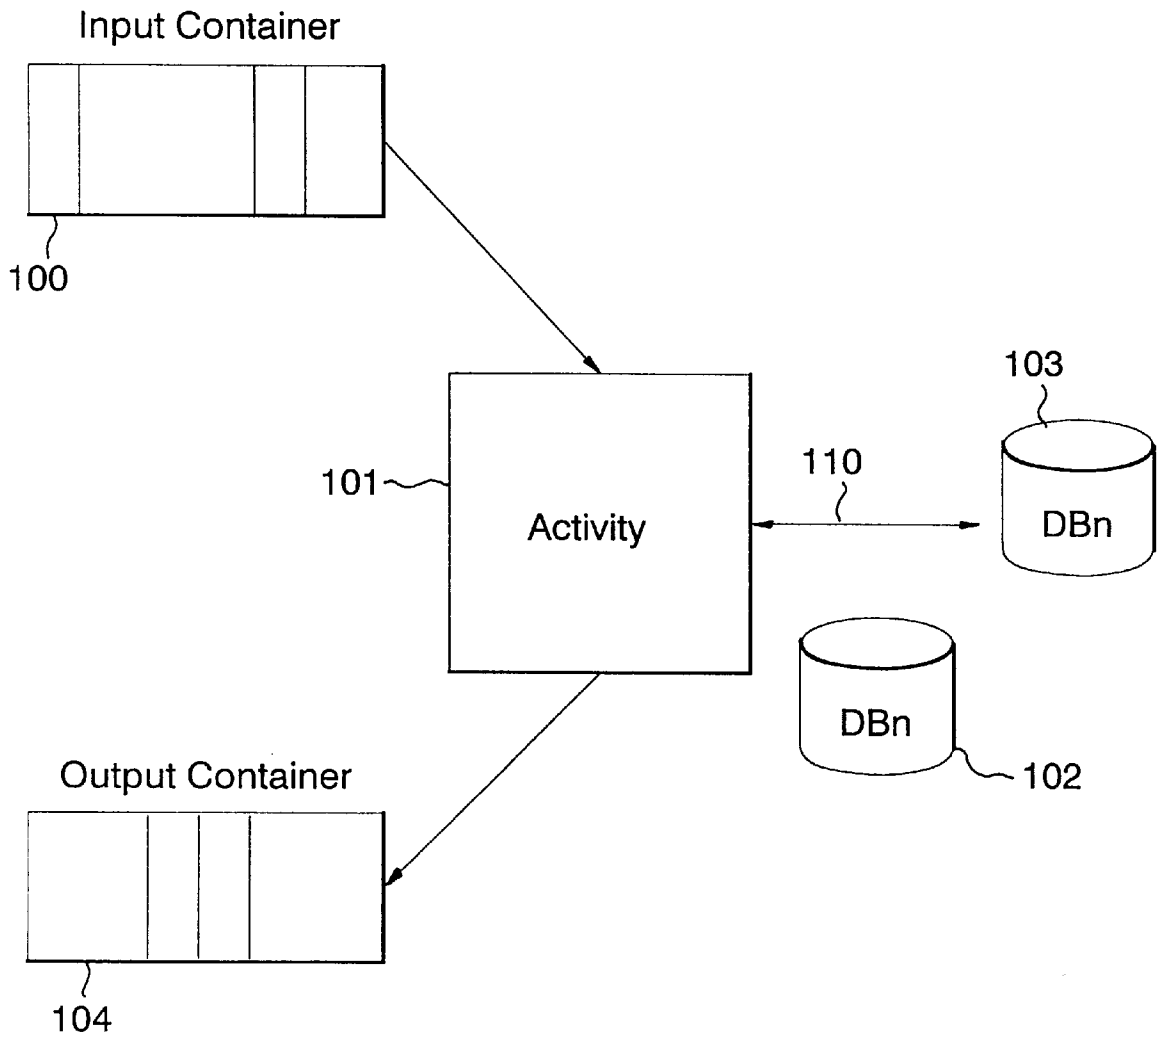 Input Container
100
103
101
110
Activity
DBn
DBn
Output Container
102
104